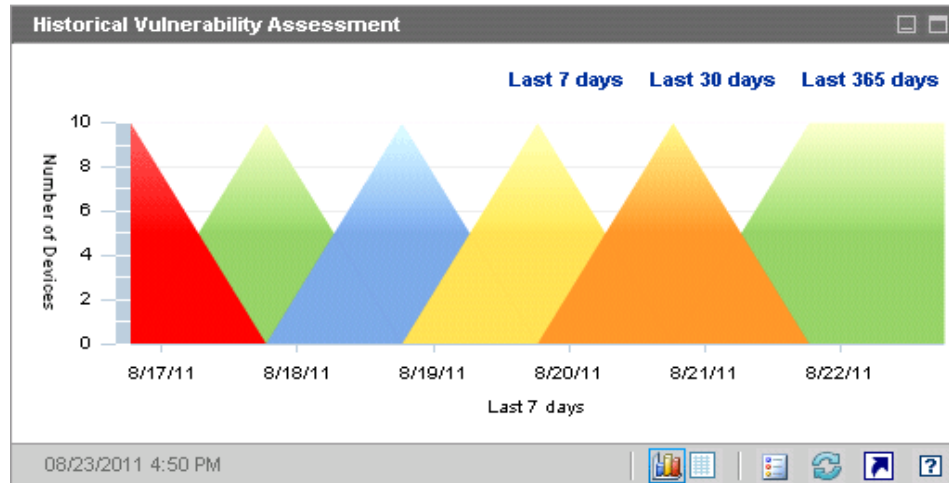 Historical Vulnerability Assessment
Last 7 days Last 30 days Last 365 days
Number of Devices
10
8
6
4
2
0
8/17/11 8/18/11 8/19/11 8/20/11 8/21/11 8/22/11
Last 7 days
08/23/2011 4:50 PM
?